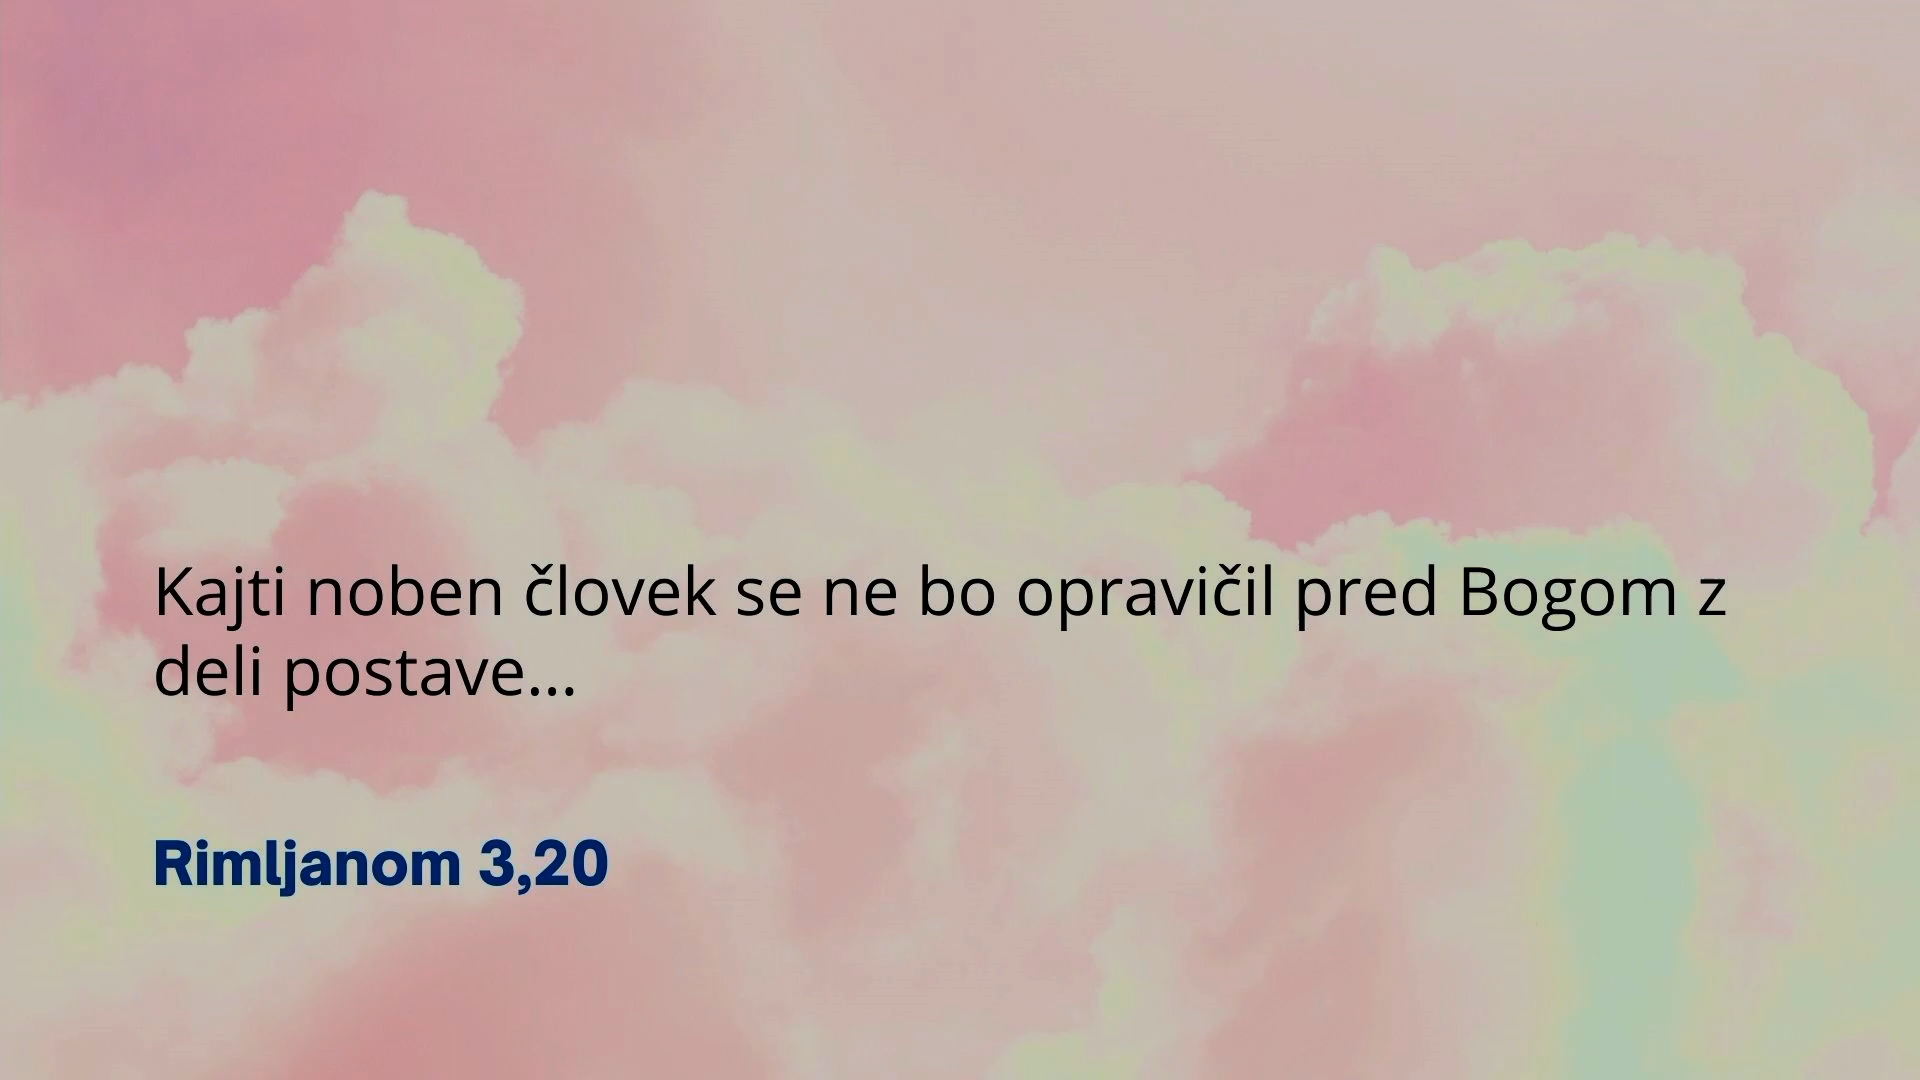 Kajti noben človek se ne bo opravičil pred Bogom z
deli postave...
Rimljanom 3,20